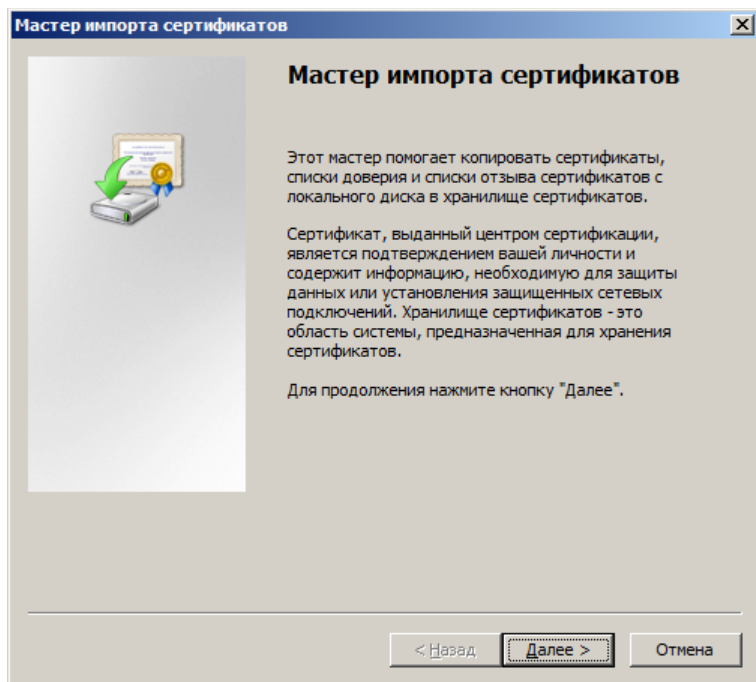 Мастер импорта сертификатов
Мастер импорта сертификатов
Этот мастер помогает копировать сертификаты,
списки доверия и списки отзыва сертификатов с
локального диска в хранилище сертификатов.
Сертификат, выданный центром сертификации,
является подтверждением вашей личности и
содержит информацию, необходимую для защиты
данных или установления защищенных сетевых
подключений. Хранилище сертификатов - это
область системы, предназначенная для хранения
сертификатов.
Для продолжения нажмите кнопку "Далее".
< Назад Далее > Отмена